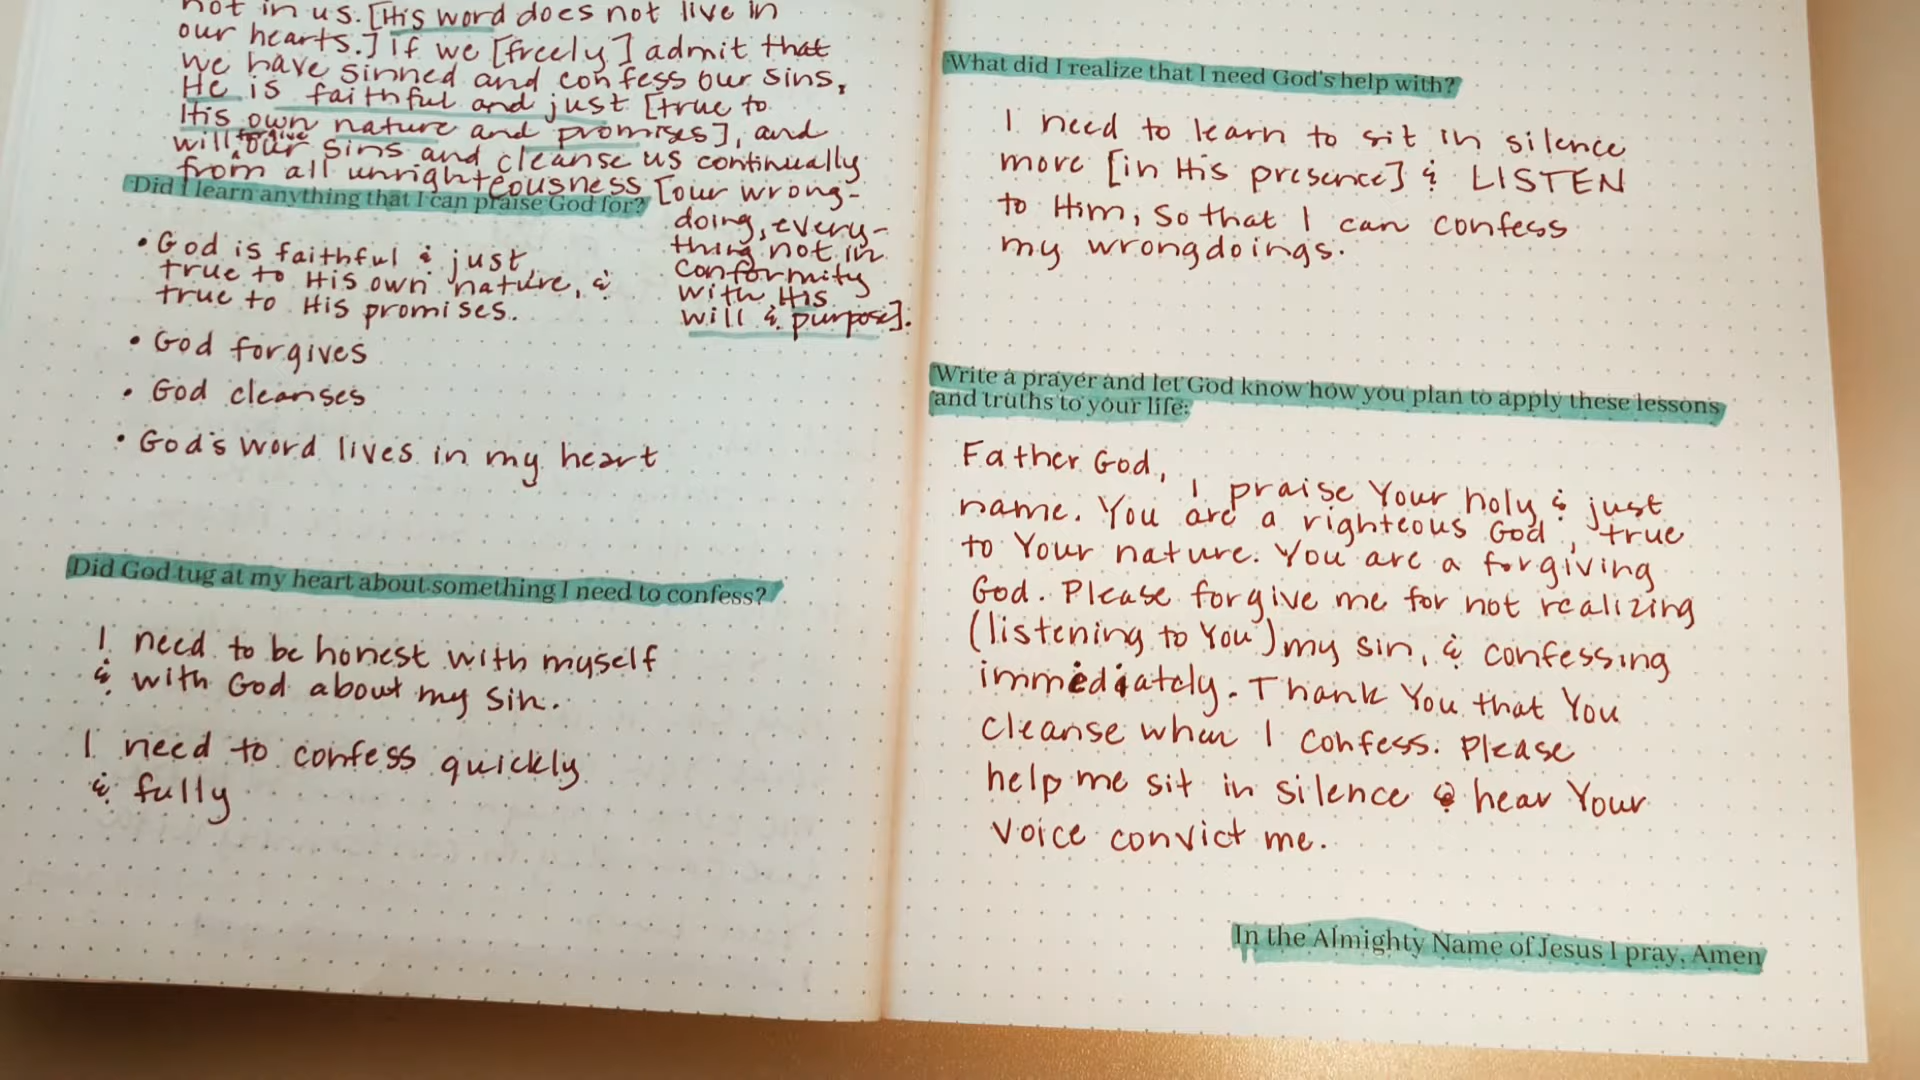 not in us. [His word does not live in
our hearts.] If we [freely] admit that
we have sinned and confess our sins,
He is faithful and just [true to
His own nature and promises], and
will forgive our sins and cleanse us continually
from all unrighteousness [our wrong-
doing, every-
thing not in
conformity
with His
will & purpose].
Did I learn anything that I can praise God for?
• God is faithful & just
true to His own nature, &
true to His promises.
• God forgives
• God cleanses
• God's word lives in my heart
Did God tug at my heart about something I need to confess?
I need to be honest with myself
& with God about my sin.
I need to confess quickly
& fully
What did I realize that I need God's help with?
I need to learn to sit in silence
more [in His presence] & LISTEN
to Him, so that I can confess
my wrongdoings.
Write a prayer and let God know how you plan to apply these lessons
and truths to your life:
Father God,
I praise Your holy & just
name. You are a righteous God, true
to Your nature. You are a forgiving
God. Please forgive me for not realizing
(listening to You) my sin, & confessing
immediately. Thank You that You
cleanse when I confess. Please
help me sit in silence & hear Your
voice convict me.
In the Almighty Name of Jesus I pray, Amen